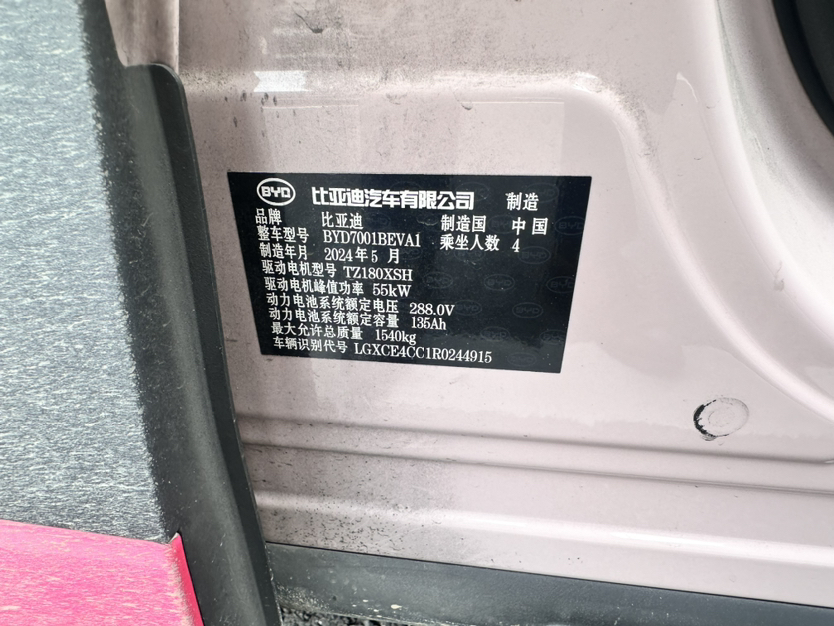 BYD 比亚迪汽车有限公司 制造
品牌 比亚迪 制造国 中国
整车型号 BYD7001BEVA1 乘坐人数 4
制造年月 2024年5月
驱动电机型号 TZ180XSH
驱动电机峰值功率 55kW
动力电池系统额定电压 288.0V
动力电池系统额定容量 135Ah
最大允许总质量 1540kg
车辆识别代号 LGXCE4CC1R0244915